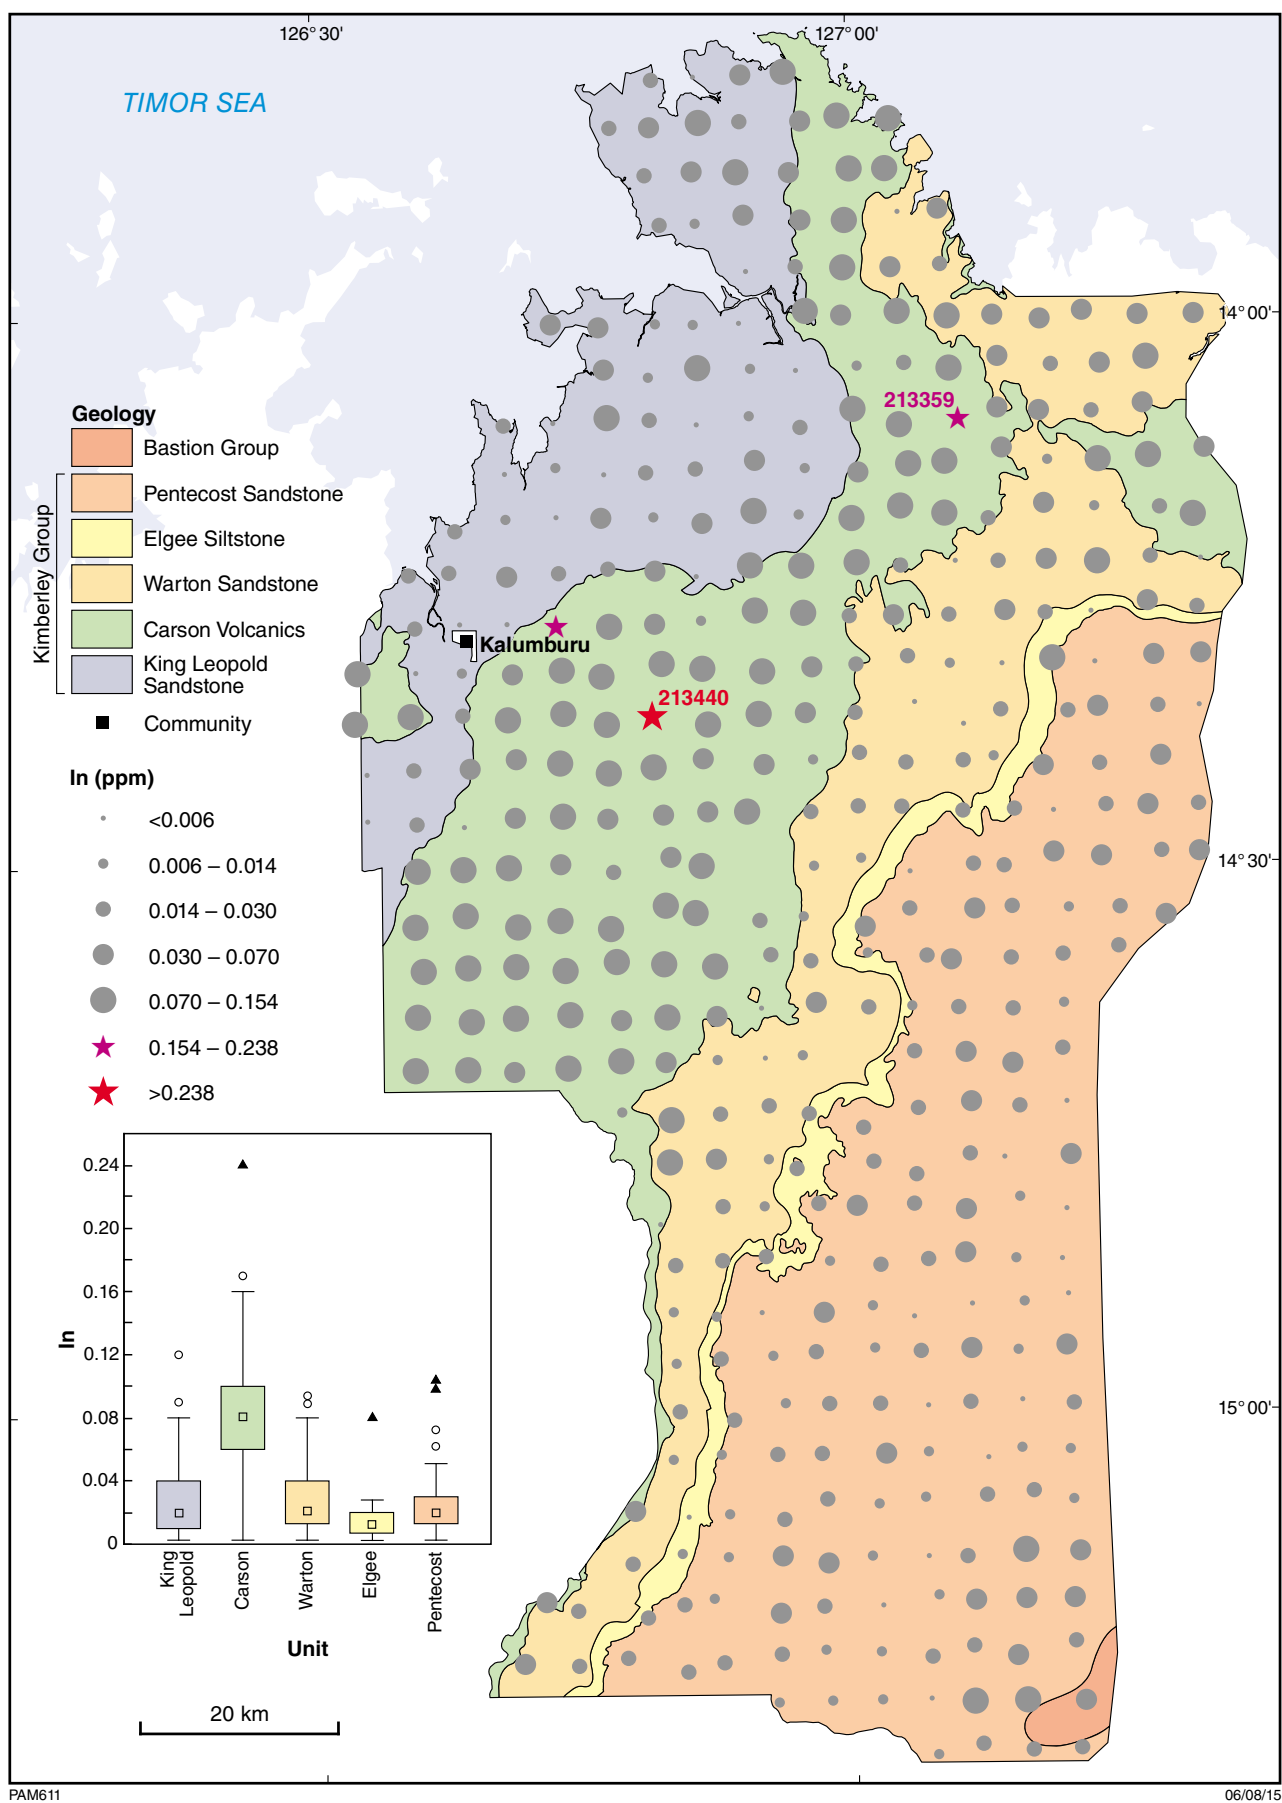 126° 30'
127° 00'
TIMOR SEA
14° 00'
213359
Geology
Bastion Group
Pentecost Sandstone
Elgee Siltstone
Warton Sandstone
Carson Volcanics
King Leopold
Sandstone
Kimberley Group
Community
Kalumburu
213440
In (ppm)
<0.006
0.006 – 0.014
0.014 – 0.030
0.030 – 0.070
0.070 – 0.154
0.154 – 0.238
>0.238
14° 30'
15° 00'
0.24
0.20
0.16
0.12
0.08
0.04
0
In
King
Leopold
Carson
Warton
Elgee
Pentecost
Unit
20 km
PAM611
06/08/15